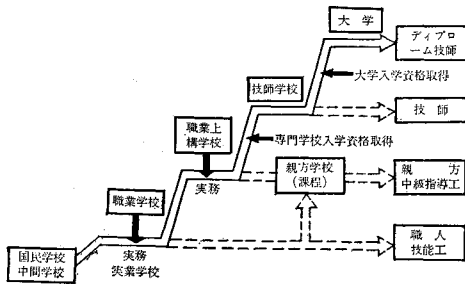 大学
ディプロ
ーム技師
大学入学資格取得
技師学校
技師
職業上
構学校
専門学校入学資格取得
親方学校
(課程)
親方
中級指導工
実務
職業学校
国民学校
中間学校
実務
実業学校
職人
技能工